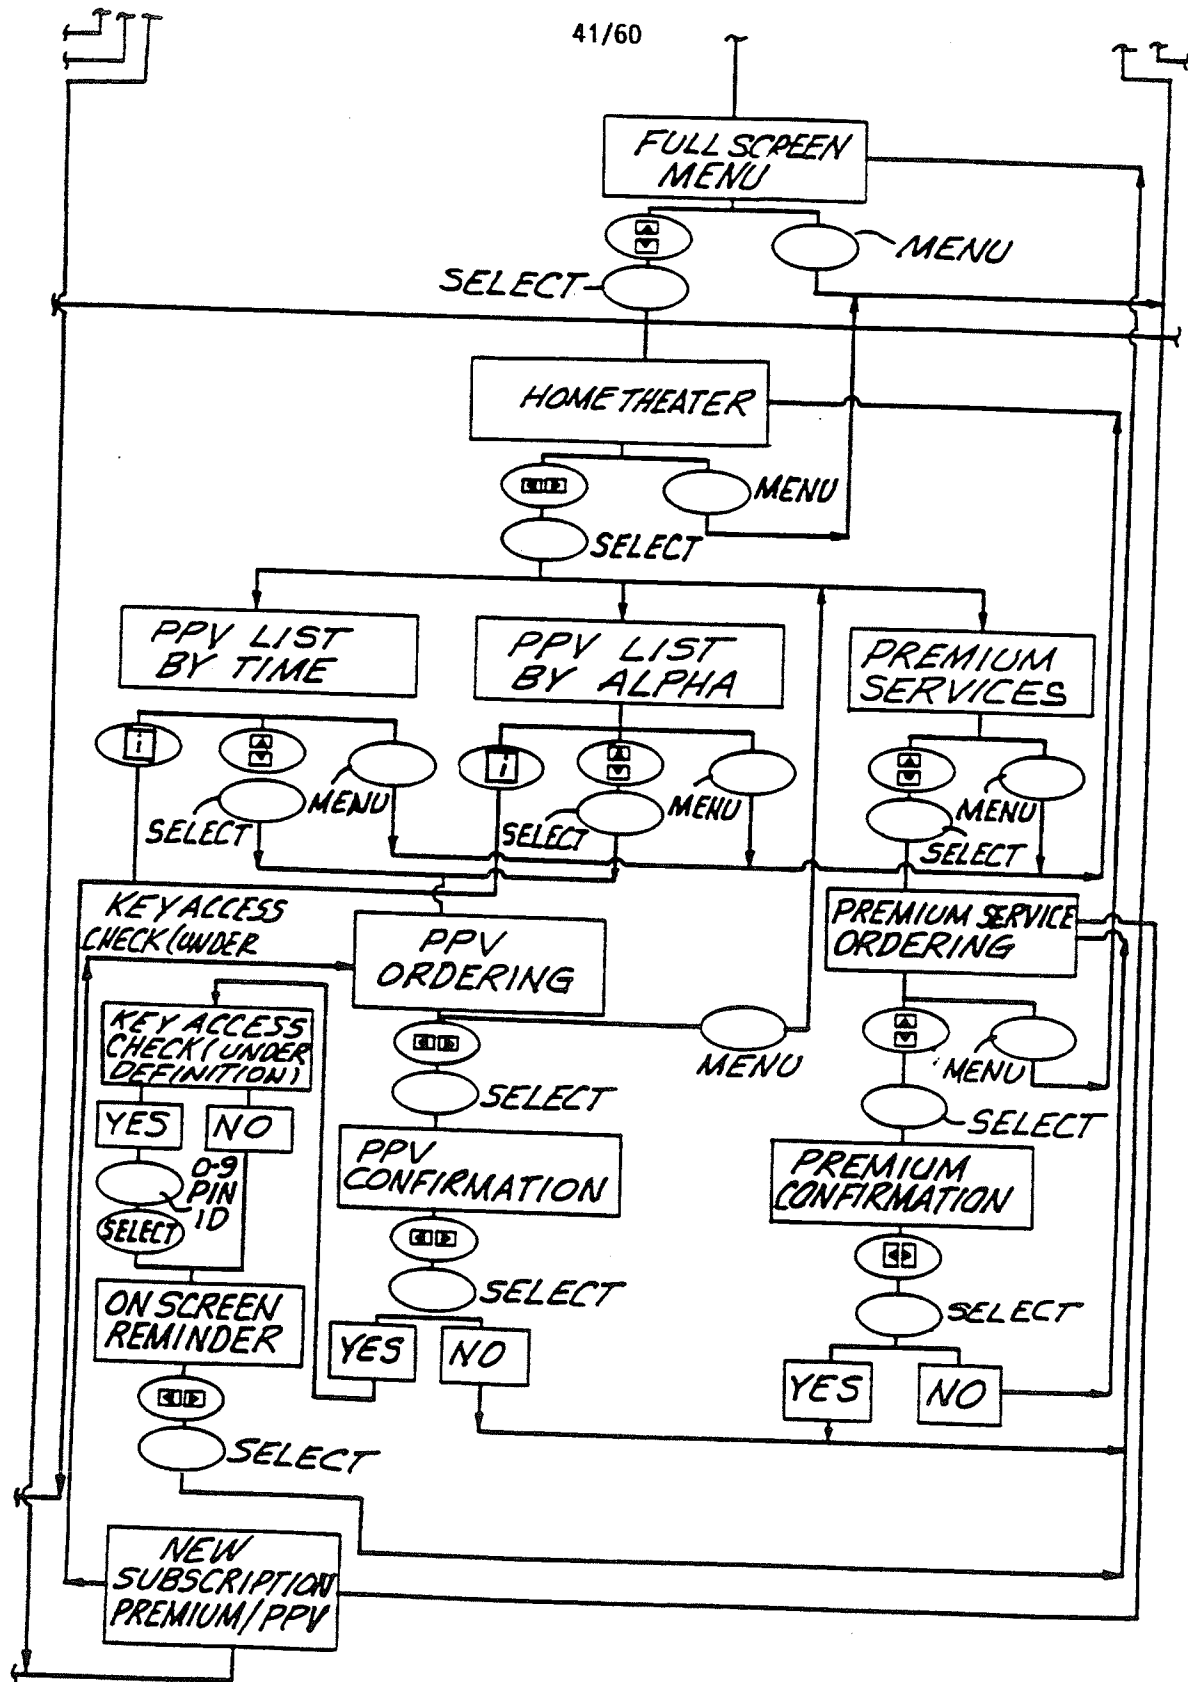 41/60
FULL SCREEN
MENU
MENU
SELECT
HOME THEATER
MENU
SELECT
PPV LIST
BY TIME
PPV LIST
BY ALPHA
PREMIUM
SERVICES
i
i
MENU
SELECT
MENU
SELECT
MENU
SELECT
KEY ACCESS
CHECK (UNDER
PPV
ORDERING
PREMIUM SERVICE
ORDERING
KEY ACCESS
CHECK (UNDER
DEFINITION)
MENU
MENU
SELECT
SELECT
YES
NO
PPV
CONFIRMATION
PREMIUM
CONFIRMATION
0-9
PIN
ID
SELECT
SELECT
SELECT
ON SCREEN
REMINDER
YES
NO
YES
NO
SELECT
NEW
SUBSCRIPTION
PREMIUM/PPV